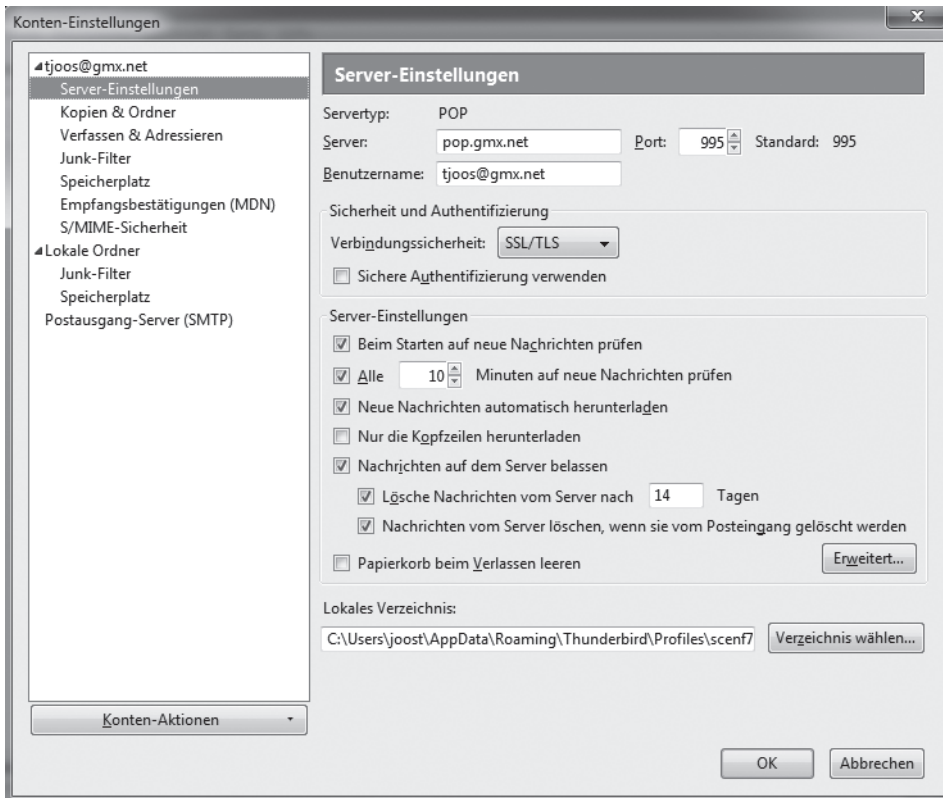 Konten-Einstellungen
tjoos@gmx.net
Server-Einstellungen
Kopien & Ordner
Verfassen & Adressieren
Junk-Filter
Speicherplatz
Empfangsbestätigungen (MDN)
S/MIME-Sicherheit
Lokale Ordner
Junk-Filter
Speicherplatz
Postausgang-Server (SMTP)
Konten-Aktionen
Server-Einstellungen
Servertyp: POP
Server: pop.gmx.net Port: 995 Standard: 995
Benutzername: tjoos@gmx.net
Sicherheit und Authentifizierung
Verbindungssicherheit: SSL/TLS
Sichere Authentifizierung verwenden
Server-Einstellungen
Beim Starten auf neue Nachrichten prüfen
Alle 10 Minuten auf neue Nachrichten prüfen
Neue Nachrichten automatisch herunterladen
Nur die Kopfzeilen herunterladen
Nachrichten auf dem Server belassen
Lösche Nachrichten vom Server nach 14 Tagen
Nachrichten vom Server löschen, wenn sie vom Posteingang gelöscht werden
Papierkorb beim Verlassen leeren
Erweitert...
Lokales Verzeichnis:
C:\Users\joost\AppData\Roaming\Thunderbird\Profiles\scenf7 Verzeichnis wählen...
OK Abbrechen